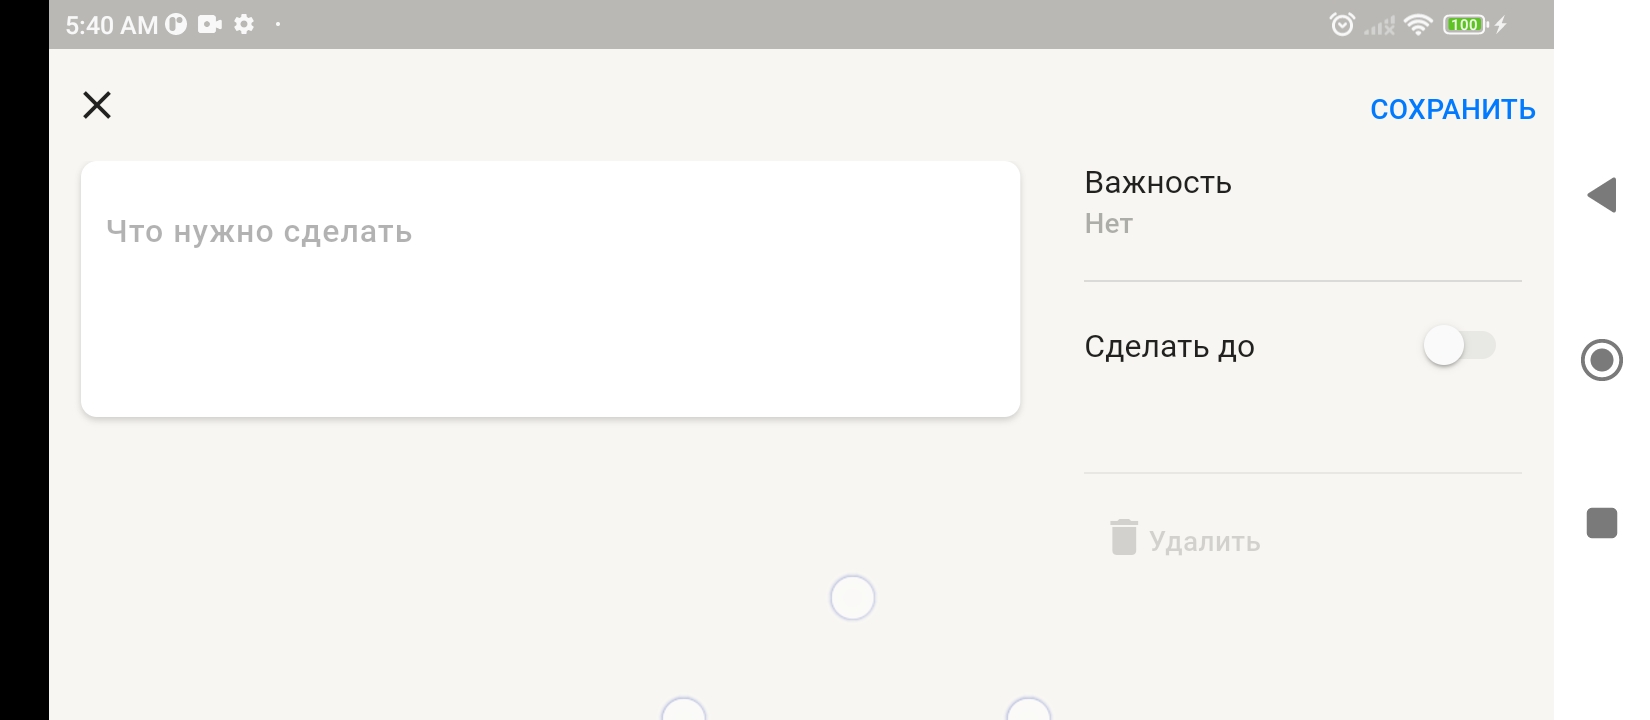 5:40 AM
100
СОХРАНИТЬ
Что нужно сделать
Важность
Нет
Сделать до
Удалить